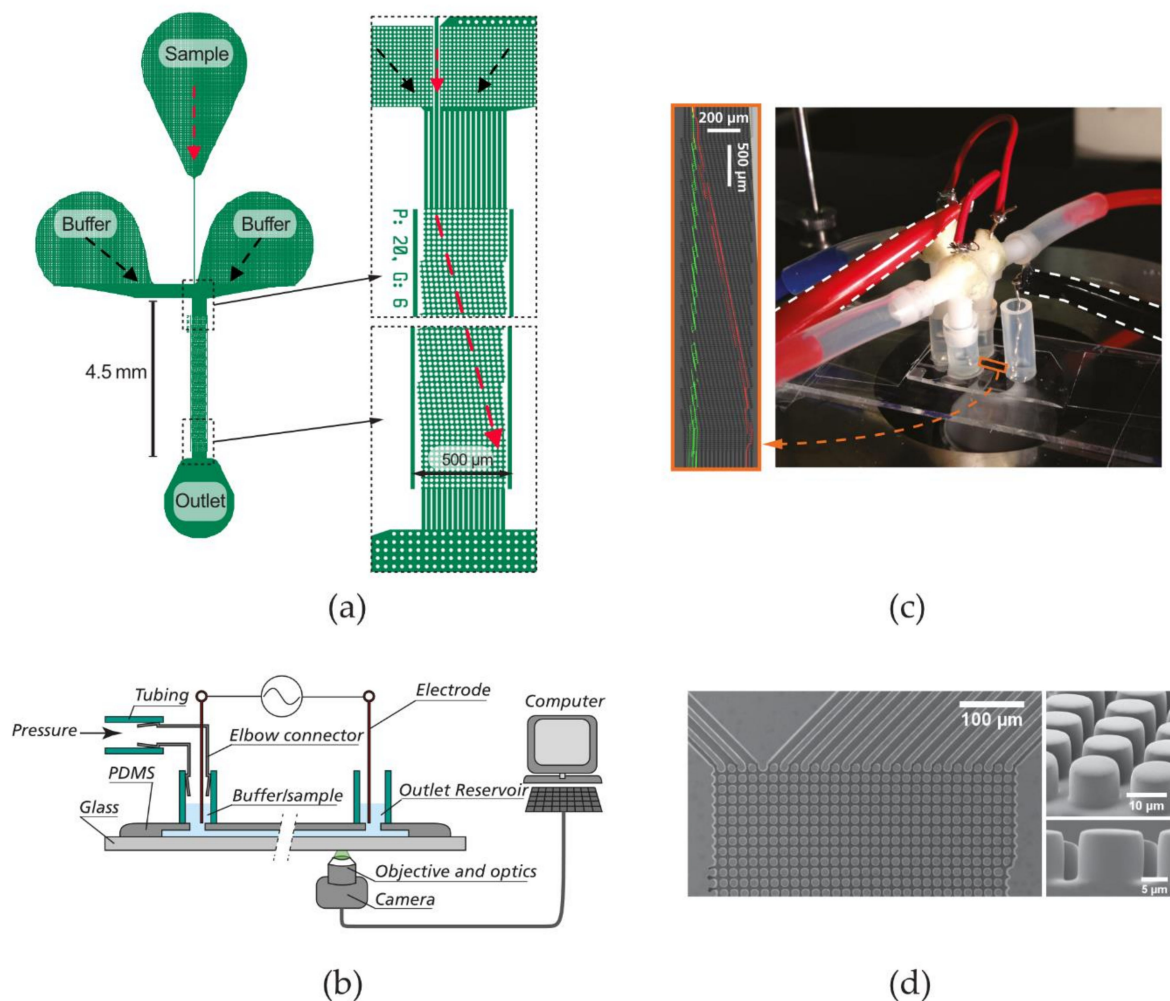 Sample
Buffer
Buffer
4.5 mm
Outlet
P: 20, G: 6
500 µm
(a)
200 µm
500 µm
(c)
Tubing
Pressure
PDMS
Glass
Electrode
Elbow connector
Buffer/sample
Outlet Reservoir
Objective and optics
Camera
Computer
(b)
100 µm
10 µm
5 µm
(d)